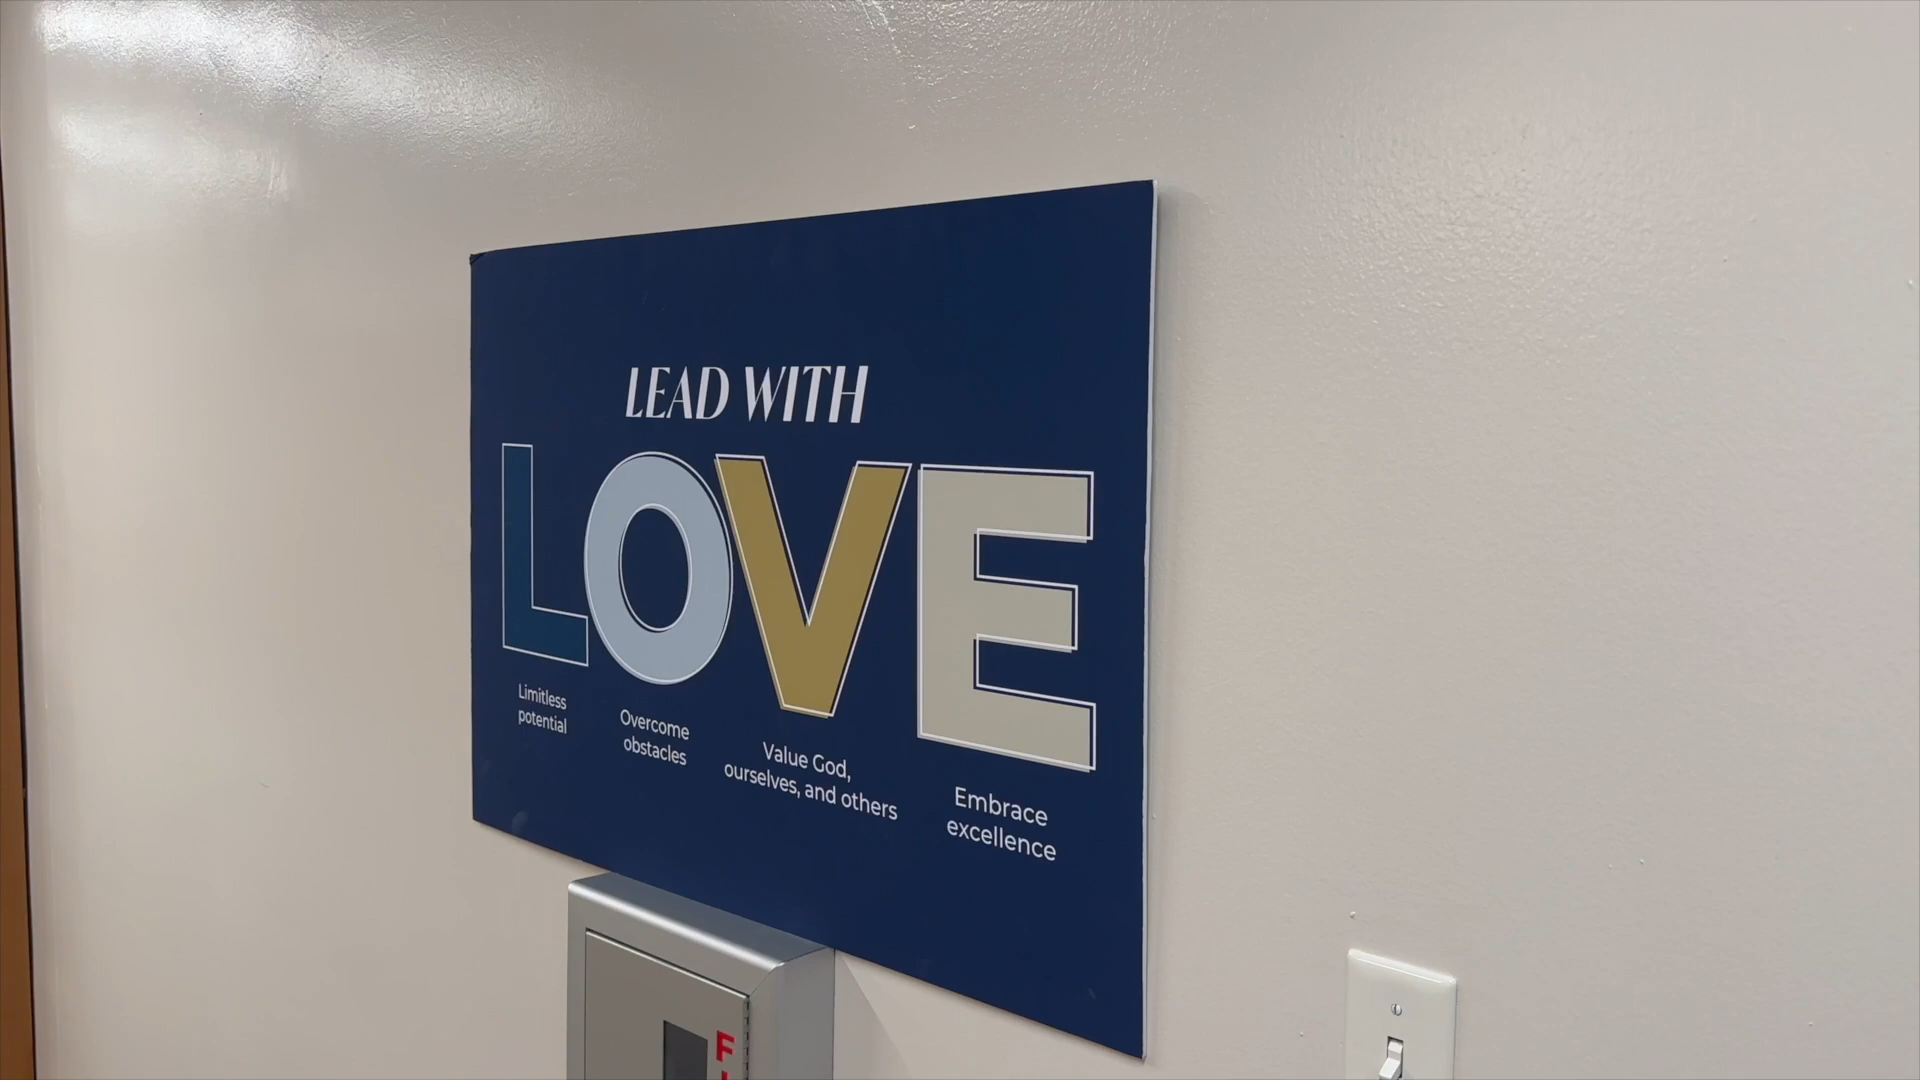 LEAD WITH
LOVE
Limitless
potential
Overcome
obstacles
Value God,
ourselves, and others
Embrace
excellence
F